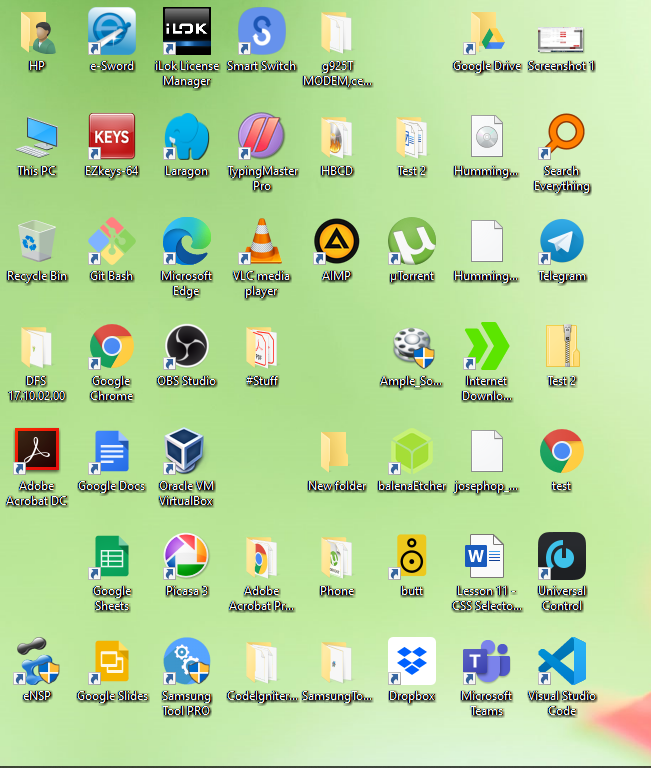 iLOK
HP
e-Sword
iLok License
Manager
Smart Switch
g925T
MODEM,ce...
Google Drive
Screenshot 1
KEYS
This PC
EZkeys-64
Laragon
TypingMaster
Pro
HBCD
Test 2
Humming...
Search
Everything
Recycle Bin
Git Bash
Microsoft
Edge
VLC media
player
AIMP
µTorrent
Humming...
Telegram
PDF
DFS
17.10.02.00
Google
Chrome
OBS Studio
#Stuff
Ample_So...
Internet
Downlo...
Test 2
Adobe
Acrobat DC
Google Docs
Oracle VM
VirtualBox
New folder
balenaEtcher
josephop_...
test
W
Google
Sheets
Picasa 3
Adobe
Acrobat Pr...
Phone
butt
Lesson 11 -
CSS Selecto...
Universal
Control
T
eNSP
Google Slides
Samsung
Tool PRO
CodeIgniter...
SamsungTo...
Dropbox
Microsoft
Teams
Visual Studio
Code